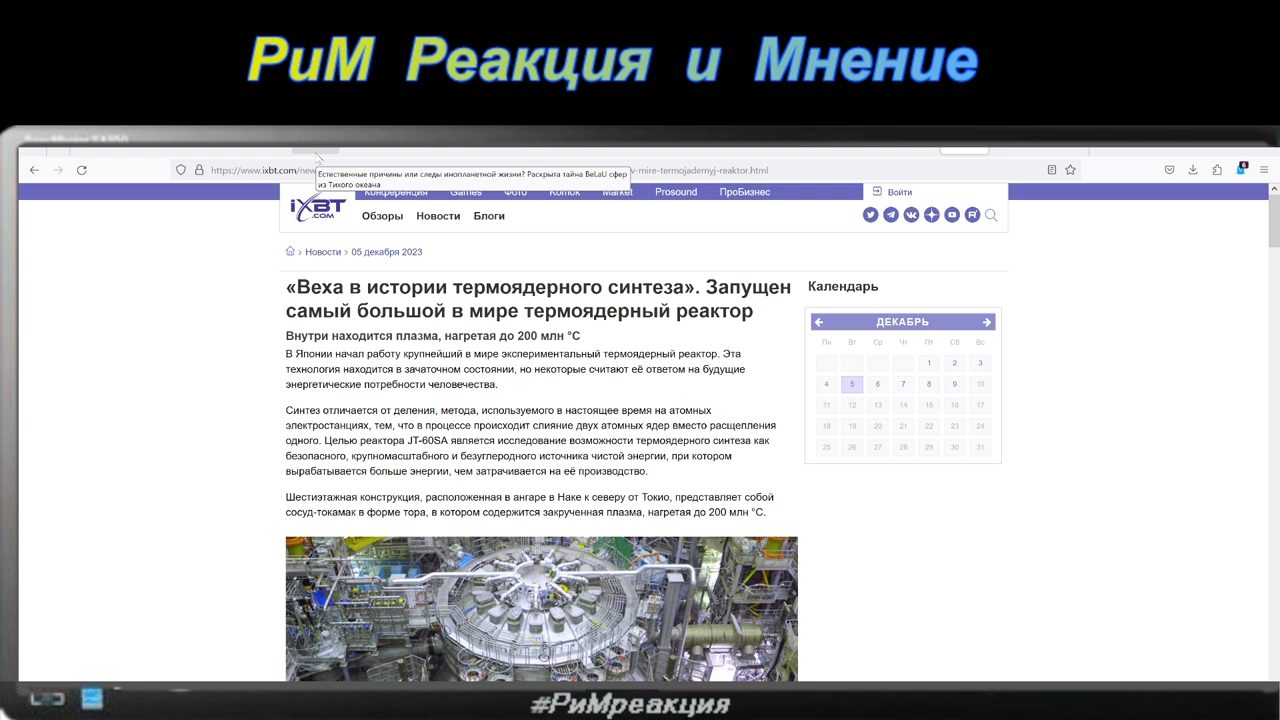 РиМ Реакция и Мнение
https://www.ixbt.com/new
v-mire-termojadernyj-reaktor.html
6
Естественные причины или следы инопланетной жизни? Раскрыта тайна BeLaU сфер
из Тихого океана
Конференции Games Фото Комок Market Prosound ПроБизнес
Войти
iXBT
.COM
Обзоры Новости Блоги
Новости > 05 декабря 2023
«Веха в истории термоядерного синтеза». Запущен
самый большой в мире термоядерный реактор
Внутри находится плазма, нагретая до 200 млн °C
В Японии начал работу крупнейший в мире экспериментальный термоядерный реактор. Эта
технология находится в зачаточном состоянии, но некоторые считают её ответом на будущие
энергетические потребности человечества.
Синтез отличается от деления, метода, используемого в настоящее время на атомных
электростанциях, тем, что в процессе происходит слияние двух атомных ядер вместо расщепления
одного. Целью реактора JT-60SA является исследование возможности термоядерного синтеза как
безопасного, крупномасштабного и безуглеродного источника чистой энергии, при котором
вырабатывается больше энергии, чем затрачивается на её производство.
Шестиэтажная конструкция, расположенная в ангаре в Наке к северу от Токио, представляет собой
сосуд-токамак в форме тора, в котором содержится закрученная плазма, нагретая до 200 млн °C.
Календарь
ДЕКАБРЬ
Пн Вт Ср Чт Пт Сб Вс
1 2 3
4 5 6 7 8 9 10
11 12 13 14 15 16 17
18 19 20 21 22 23 24
25 26 27 28 29 30 31
#РиМреакция